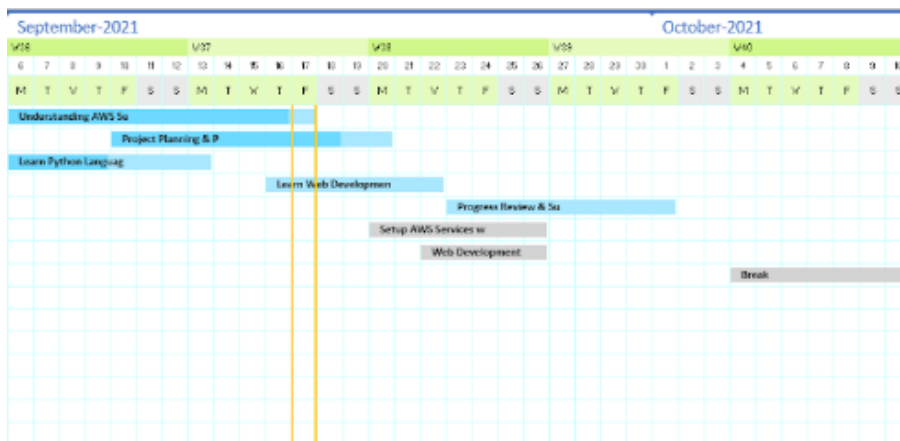 September-2021 October-2021
W36 W37 W38 W39 W40
6 7 8 9 10 11 12 13 14 15 16 17 18 19 20 21 22 23 24 25 26 27 28 29 30 1 2 3 4 5 6 7 8 9
M T W T F S S M T W T F S S M T W T F S S M T W T F S S M T W T F S S
Understanding AWS Su
Project Planning & P
Learn Python Languag
Learn Web Developmen
Progress Review & Su
Setup AWS Services w
Web Development
Break